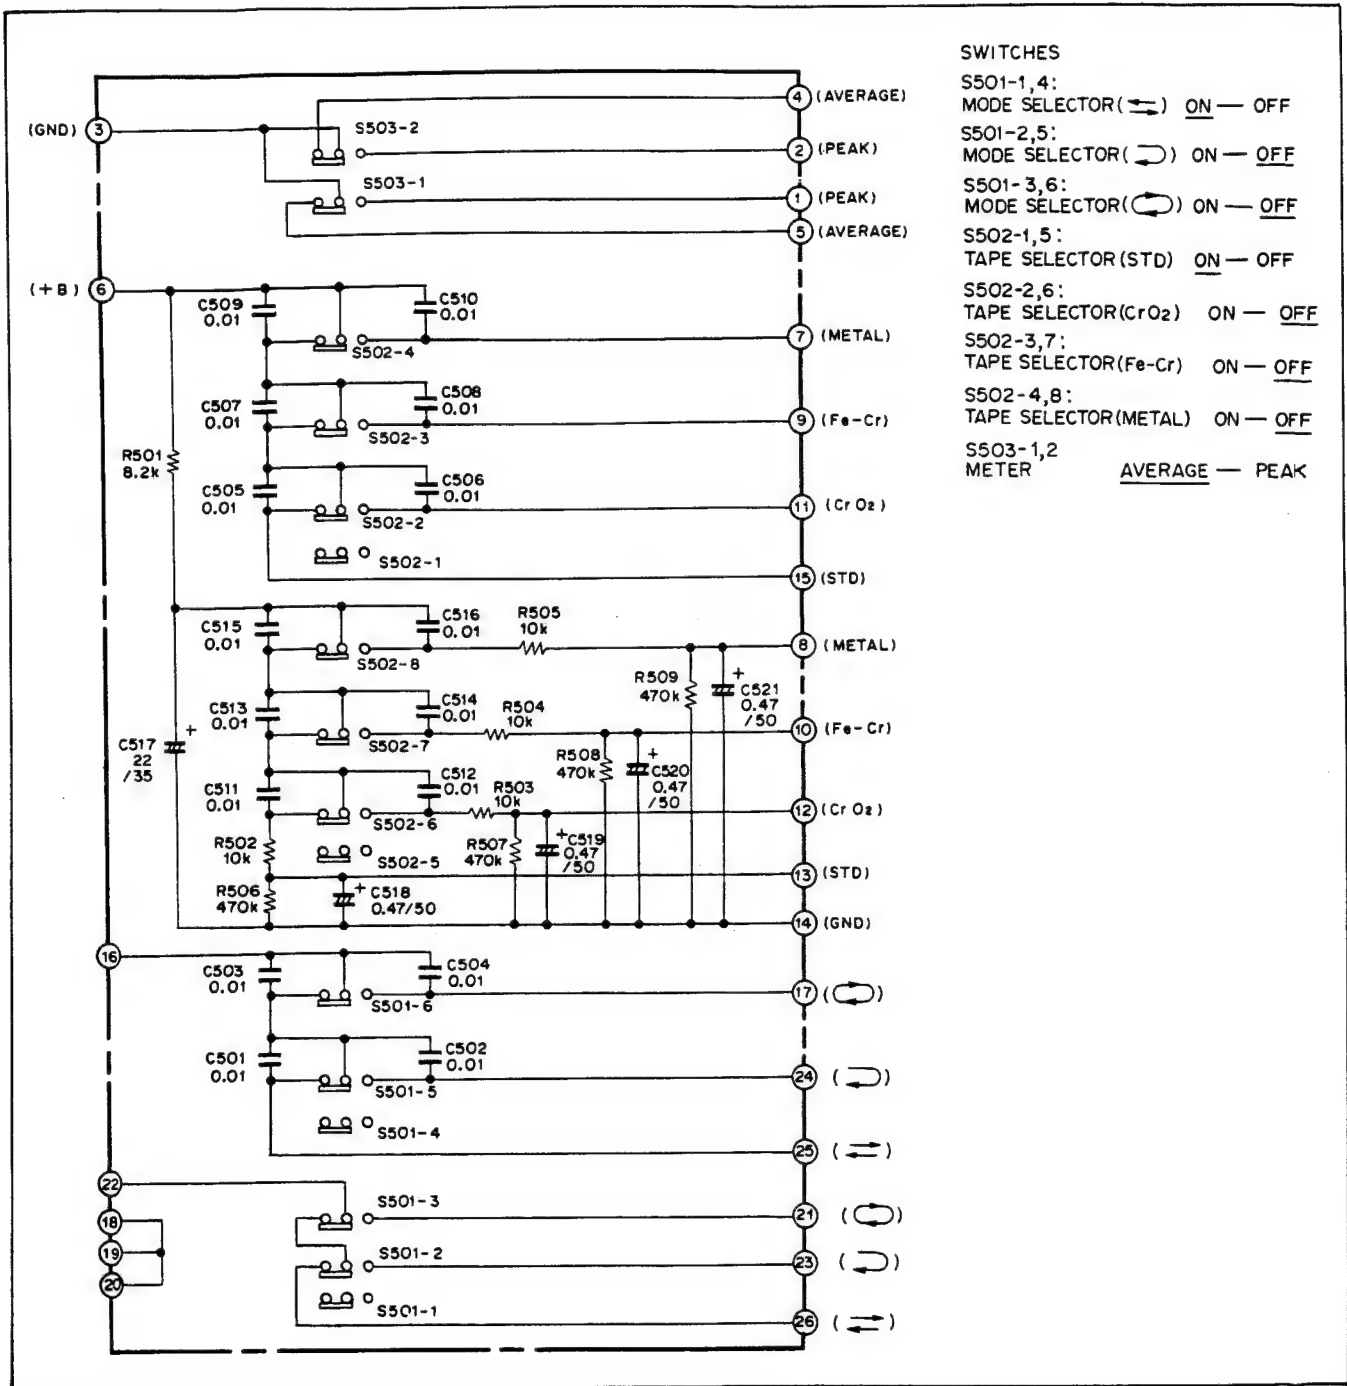 SWITCHES
S501-1,4:
MODE SELECTOR(⇆) ON — OFF
S501-2,5:
MODE SELECTOR( ) ON — OFF
S501-3,6:
MODE SELECTOR( ) ON — OFF
S502-1,5:
TAPE SELECTOR(STD) ON — OFF
S502-2,6:
TAPE SELECTOR(CrO2) ON — OFF
S502-3,7:
TAPE SELECTOR(Fe-Cr) ON — OFF
S502-4,8:
TAPE SELECTOR(METAL) ON — OFF
S503-1,2
METER AVERAGE — PEAK
4 (AVERAGE)
(GND) 3
S503-2
2 (PEAK)
S503-1
1 (PEAK)
5 (AVERAGE)
(+B) 6
C509
0.01
C510
0.01
S502-4
7 (METAL)
C507
0.01
C508
0.01
S502-3
9 (Fe-Cr)
R501
8.2k
C505
0.01
C506
0.01
S502-2
11 (CrO2)
S502-1
15 (STD)
C515
0.01
C516
0.01
R505
10k
S502-8
8 (METAL)
R509
470k
+
C521
0.47
/50
C513
0.01
C514
0.01
R504
10k
S502-7
10 (Fe-Cr)
+
C517
22
/35
R508
470k
+
C520
0.47
/50
C511
0.01
C512
0.01
R503
10k
S502-6
12 (CrO2)
R502
10k
S502-5
R507
470k
+
C519
0.47
/50
13 (STD)
R506
470k
+
C518
0.47/50
14 (GND)
16
C503
0.01
C504
0.01
S501-6
17 ( )
C501
0.01
C502
0.01
S501-5
24 ( )
S501-4
25 (⇄)
22
S501-3
21 ( )
18
19
20
S501-2
23 ( )
S501-1
26 (⇄)